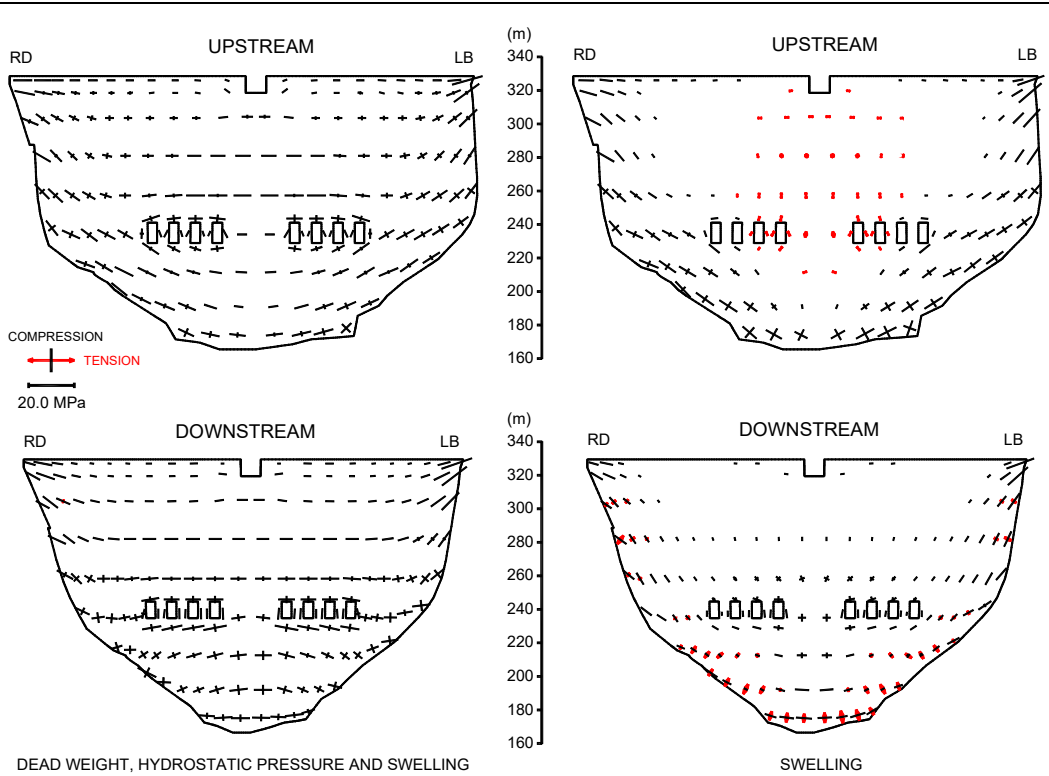 UPSTREAM
RD
LB
(m)
340
320
300
280
260
240
220
200
180
160
UPSTREAM
RD
LB
COMPRESSION
TENSION
20.0 MPa
DOWNSTREAM
RD
LB
(m)
340
320
300
280
260
240
220
200
180
160
DOWNSTREAM
RD
LB
DEAD WEIGHT, HYDROSTATIC PRESSURE AND SWELLING
SWELLING